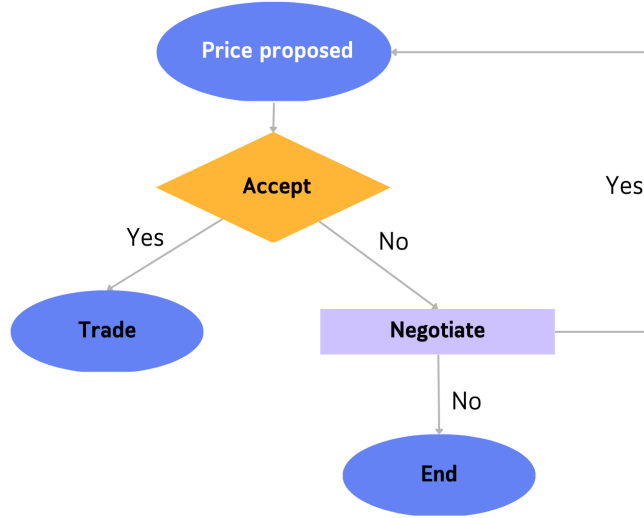 Price proposed
Accept
Yes
Yes
No
Trade
Negotiate
No
End